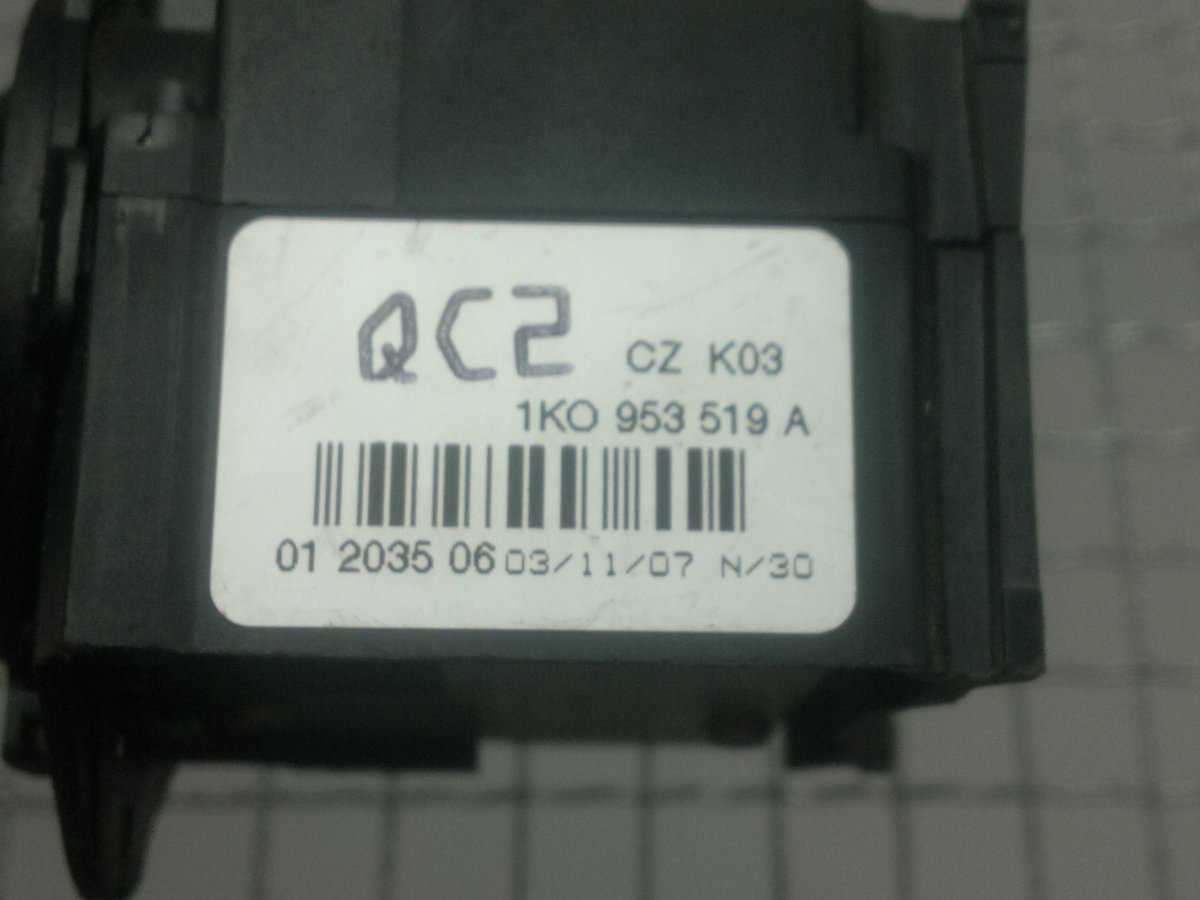 QC2
CZ K03
1KO 953 519 A
01 2035 06 03/11/07 N/30